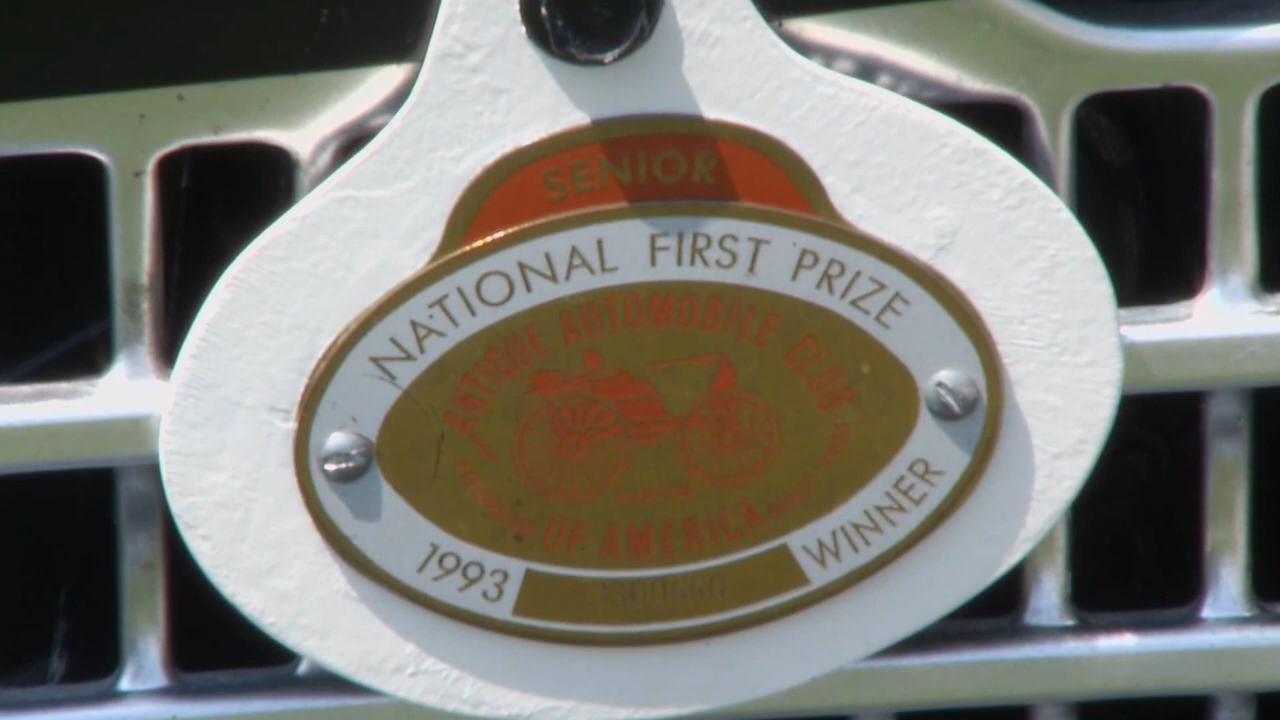 SENIOR
NATIONAL FIRST PRIZE
ANTIQUE AUTOMOBILE CLUB
OF AMERICA
1993
WINNER